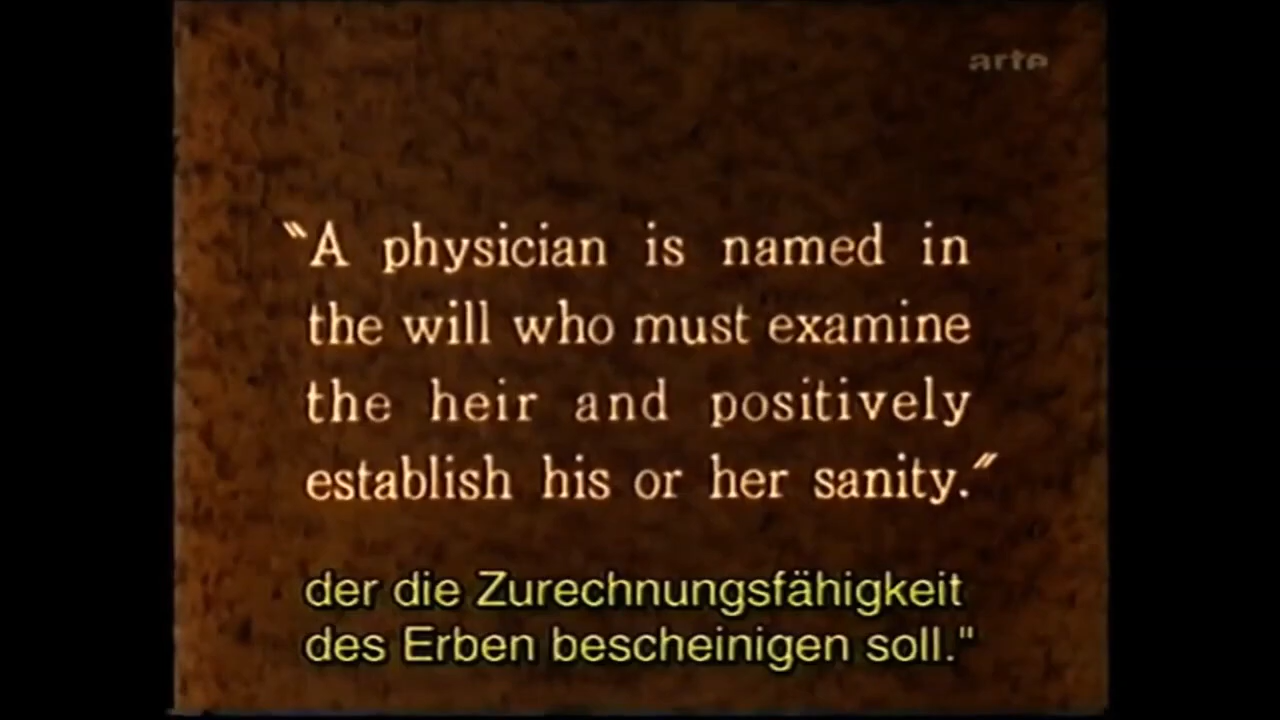 arte
"A physician is named in
the will who must examine
the heir and positively
establish his or her sanity."
der die Zurechnungsfähigkeit
des Erben bescheinigen soll."